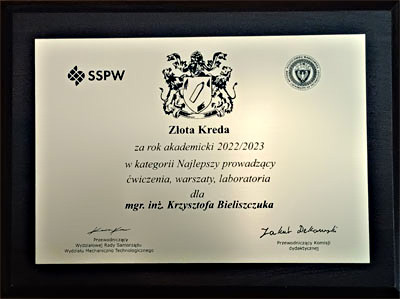 SSPW
Złota Kreda
za rok akademicki 2022/2023
w kategorii Najlepszy prowadzący
ćwiczenia, warszaty, laboratoria
dla
mgr. inż. Krzysztofa Bieliszczuka
Przewodniczący
Wydziałowej Rady Samorządu
Wydziału Mechaniczno Technologicznego
Przewodniczący Komisji
dydaktycznej